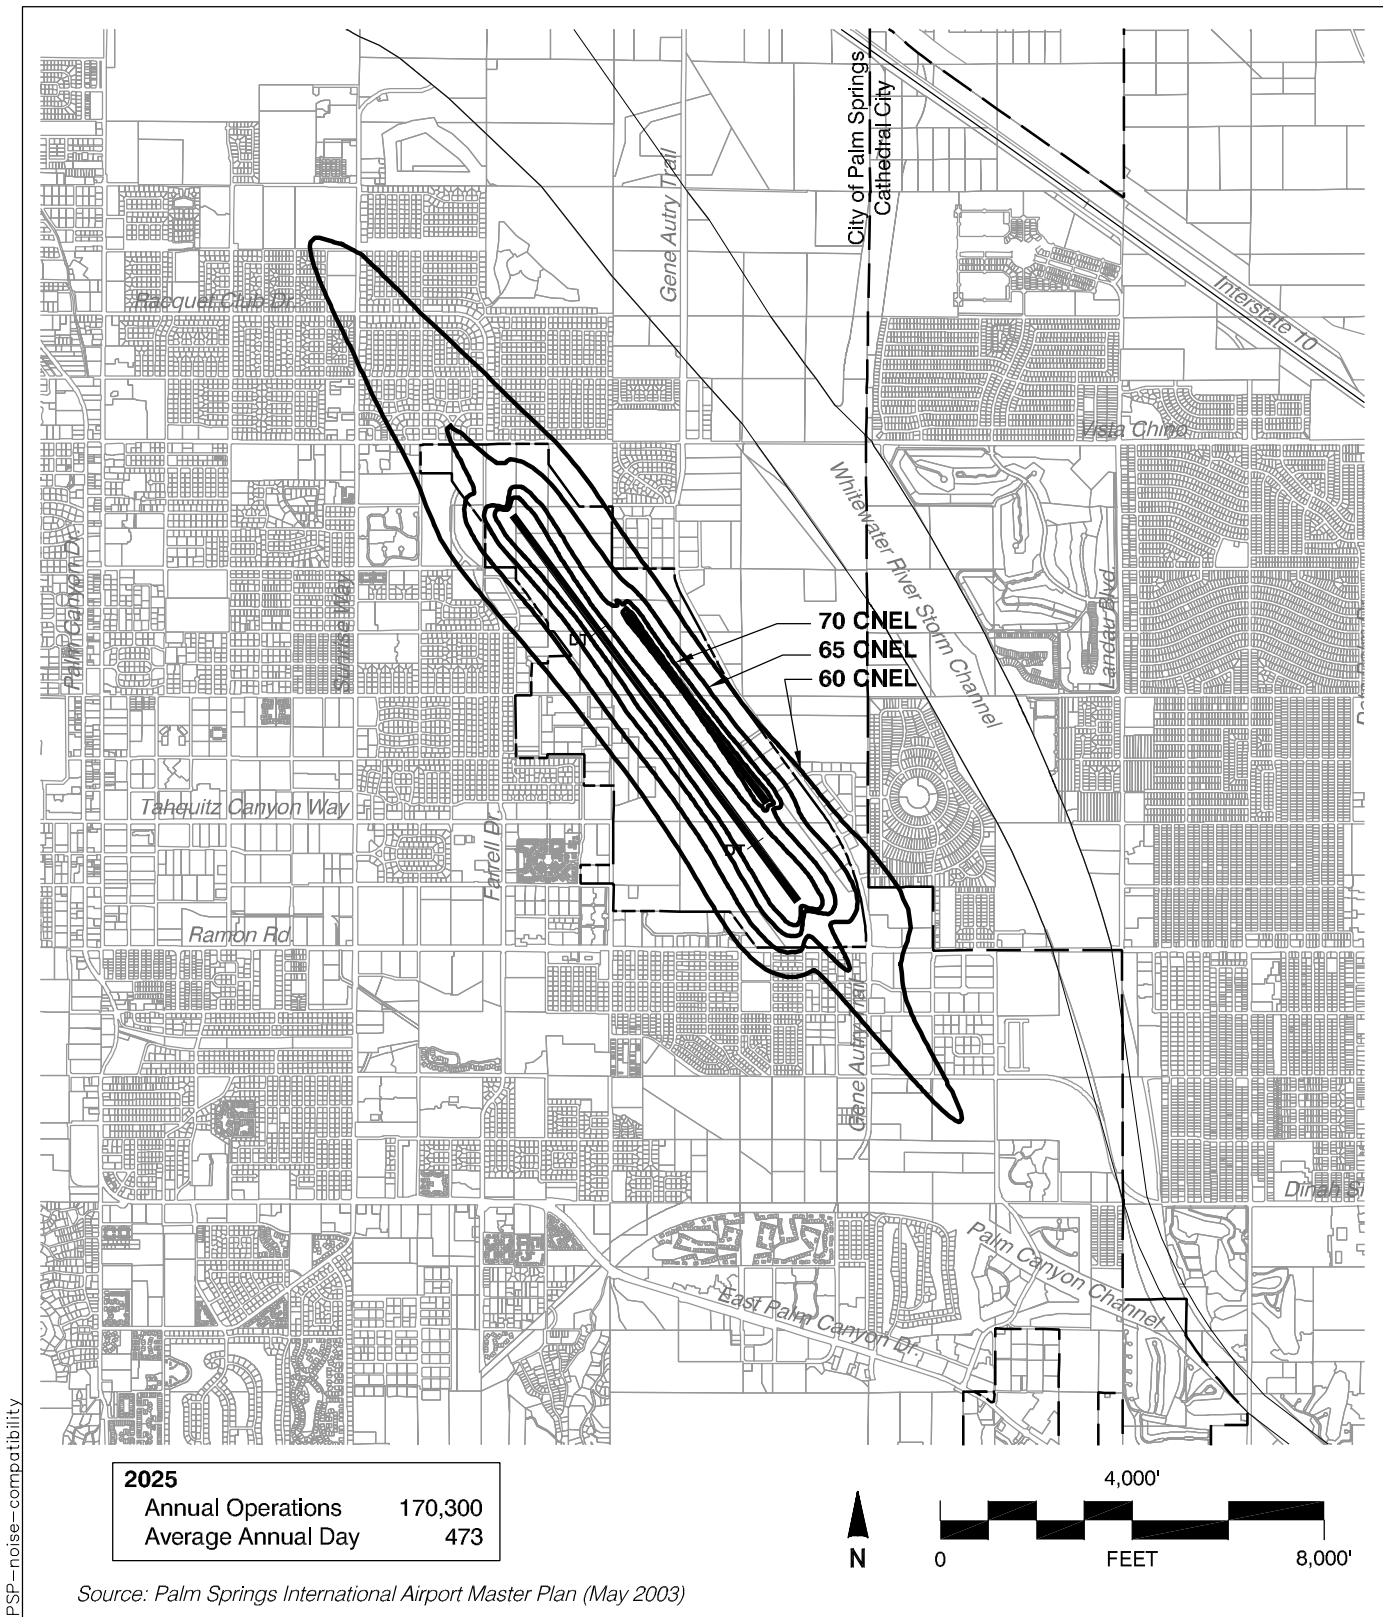 City of Palm Springs
Cathedral City
Gene Autry Trail
Interstate 10
Racquet Club Dr.
Vista Chino
Whitewater River Storm Channel
Landau Blvd.
Palm Canyon Dr.
Sunrise Way
DT
70 CNEL
65 CNEL
60 CNEL
Tahquitz Canyon Way
Farrell Dr.
DT
Ramon Rd.
Gene Autry Trail
Dinah
Palm Canyon Channel
East Palm Canyon Dr.
PSP-noise-compatibility
2025
Annual Operations 170,300
Average Annual Day 473
N
4,000'
0 FEET 8,000'
Source: Palm Springs International Airport Master Plan (May 2003)